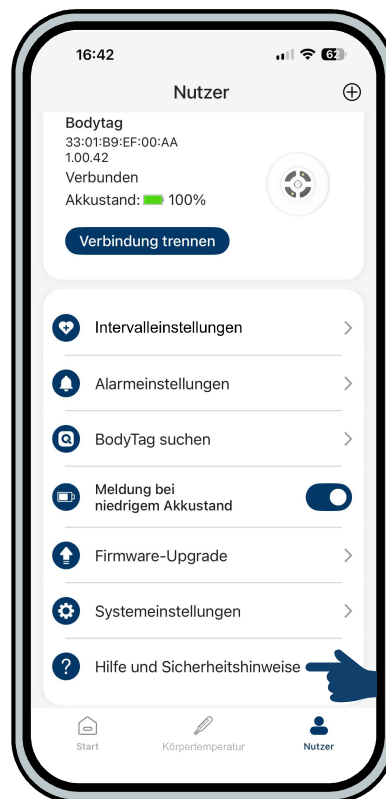 16:42
62
Nutzer
Bodytag
33:01:B9:EF:00:AA
1.00.42
Verbunden
Akkustand: 100%
Verbindung trennen
Intervalleinstellungen
Alarmeinstellungen
BodyTag suchen
Meldung bei
niedrigem Akkustand
Firmware-Upgrade
Systemeinstellungen
? Hilfe und Sicherheitshinweise
Start Körpertemperatur Nutzer